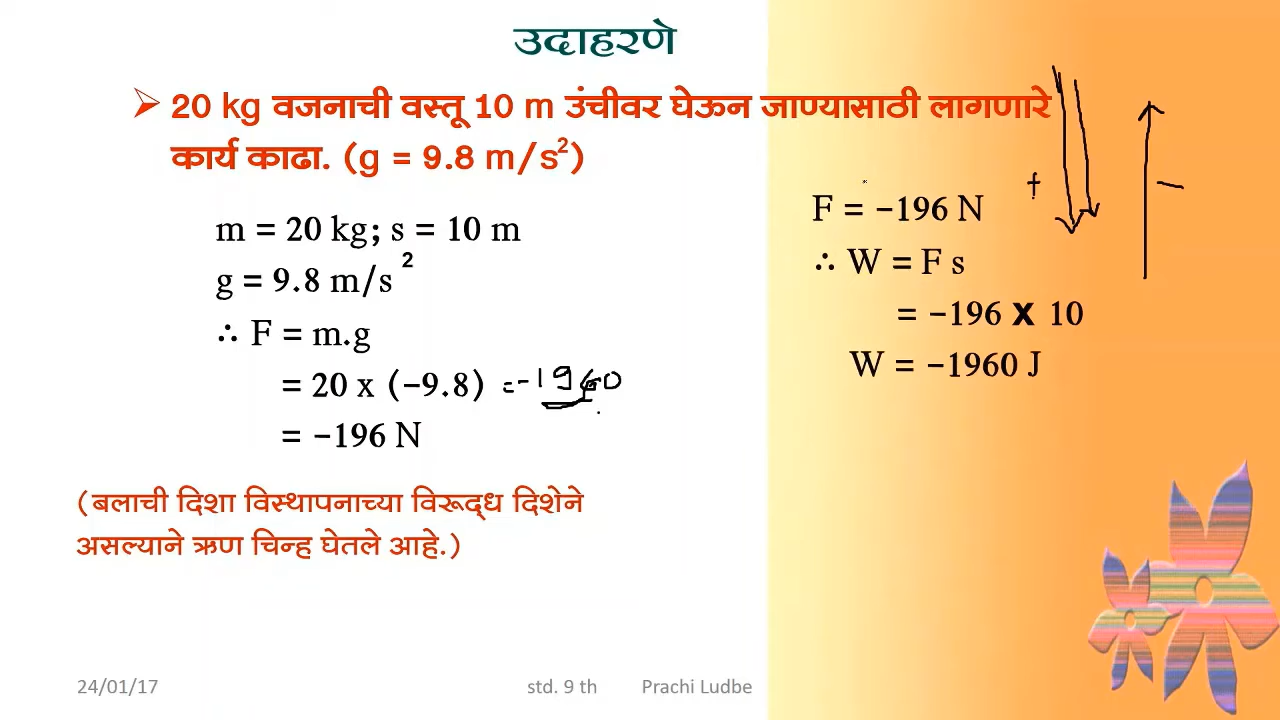 उदाहरणे
➢ 20 kg वजनाची वस्तू 10 m उंचीवर घेऊन जाण्यासाठी लागणारे
कार्य काढा. (g = 9.8 m/s²)
m = 20 kg; s = 10 m
g = 9.8 m/s ²
∴ F = m.g
= 20 x (−9.8) = -1960
= −196 N
(बलाची दिशा विस्थापनाच्या विरूद्ध दिशेने
असल्याने ऋण चिन्ह घेतले आहे.)
F = −196 N
∴ W = F s
= −196 x 10
W = −1960 J
+
−
24/01/17
std. 9 th Prachi Ludbe